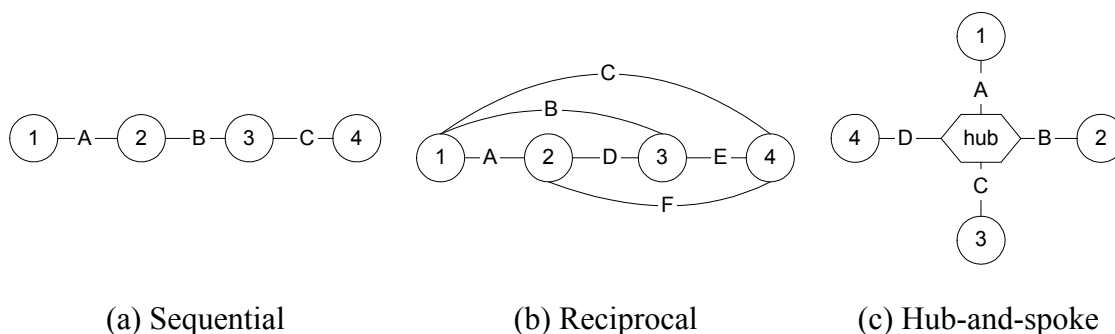 1 A 2 B 3 C 4
(a) Sequential
C
B
1 A 2 D 3 E 4
F
(b) Reciprocal
1
A
4 D hub B 2
C
3
(c) Hub-and-spoke